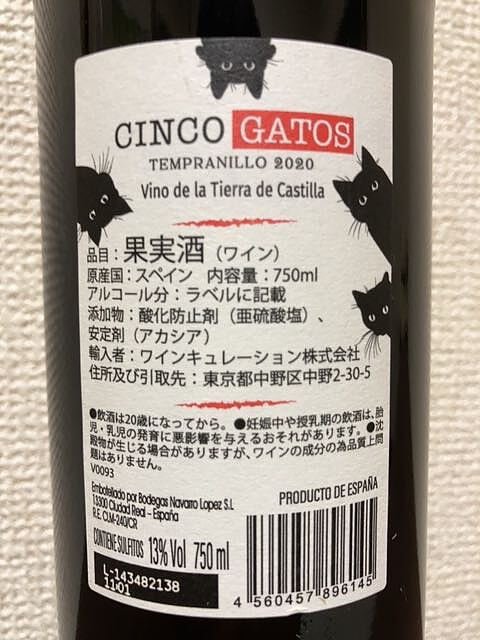 CINCO GATOS
TEMPRANILLO 2020
Vino de la Tierra de Castilla
品目：果実酒（ワイン）
原産国：スペイン　内容量：750ml
アルコール分：ラベルに記載
添加物：酸化防止剤（亜硫酸塩）、
安定剤（アカシア）
輸入者：ワインキュレーション株式会社
住所及び引取先：東京都中野区中野2-30-5
●飲酒は20歳になってから。●妊娠中や授乳期の飲酒は、胎
児・乳児の発育に悪影響を与えるおそれがあります。●沈
殿物が生じる場合がありますが、ワインの成分の為品質上問
題はありません。
V0093
Embotellado por Bodegas Navarro Lopez S.L
13300 Ciudad Real - España
R.E. CLM-240/CR
PRODUCTO DE ESPAÑA
CONTIENE SULFITOS 13% Vol 750 ml
L-143482138
11:01
4 560457 896145